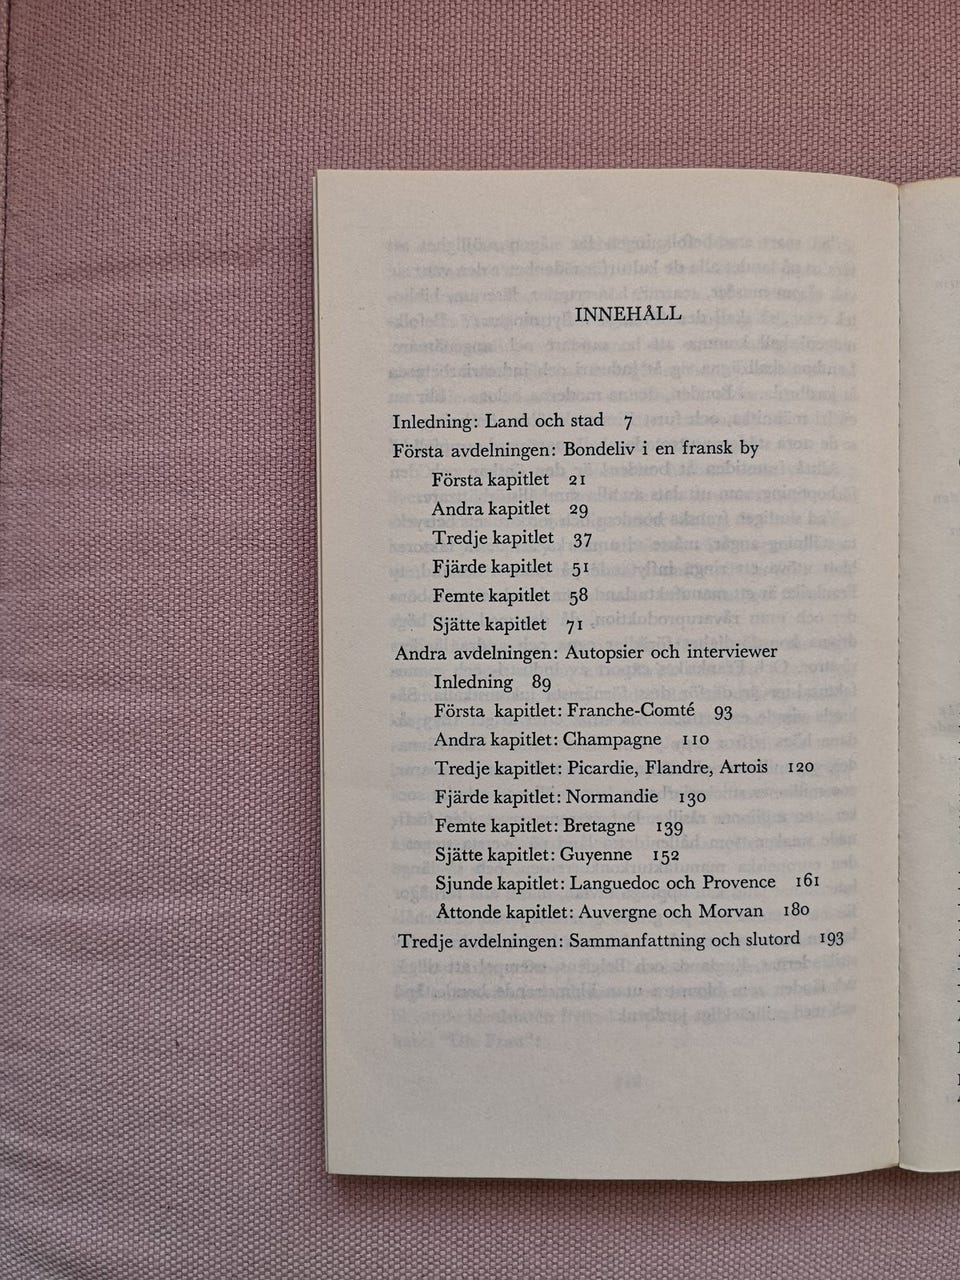 INNEHÅLL
Inledning: Land och stad 7
Första avdelningen: Bondeliv i en fransk by
Första kapitlet 21
Andra kapitlet 29
Tredje kapitlet 37
Fjärde kapitlet 51
Femte kapitlet 58
Sjätte kapitlet 71
Andra avdelningen: Autopsier och interviewer
Inledning 89
Första kapitlet: Franche-Comté 93
Andra kapitlet: Champagne 110
Tredje kapitlet: Picardie, Flandre, Artois 120
Fjärde kapitlet: Normandie 130
Femte kapitlet: Bretagne 139
Sjätte kapitlet: Guyenne 152
Sjunde kapitlet: Languedoc och Provence 161
Åttonde kapitlet: Auvergne och Morvan 180
Tredje avdelningen: Sammanfattning och slutord 193